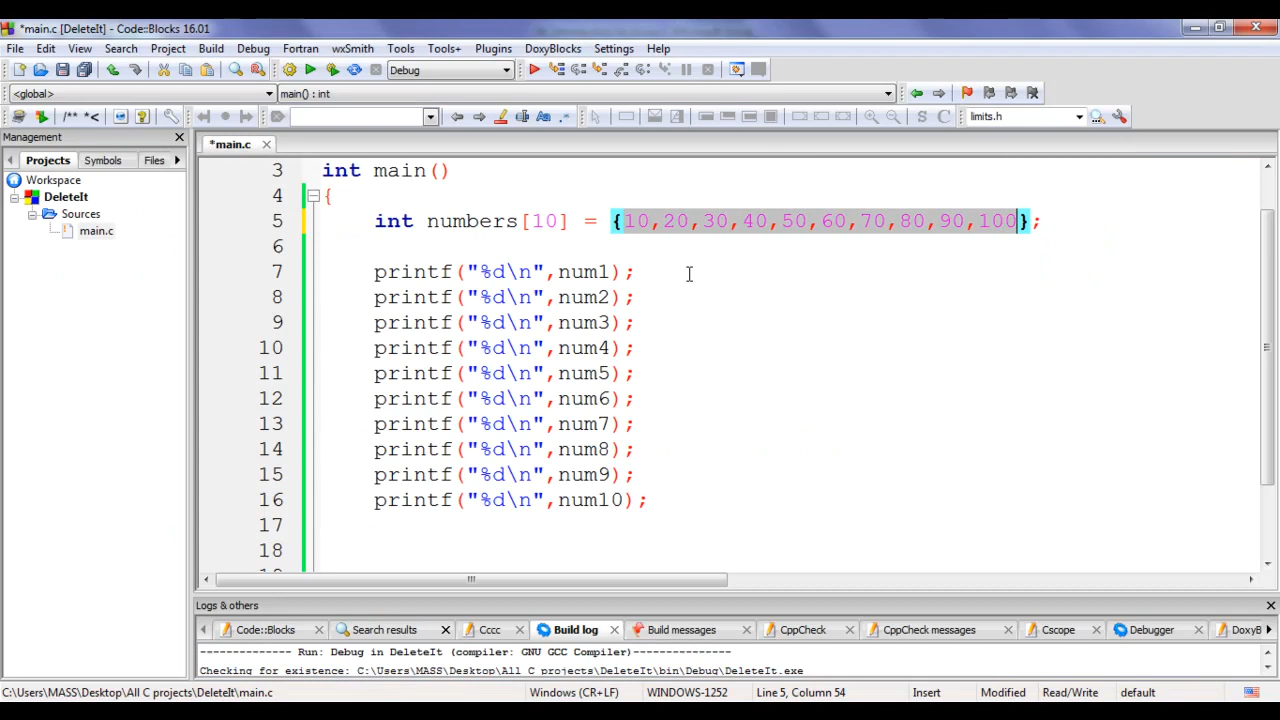 *main.c [DeleteIt] - Code::Blocks 16.01
File Edit View Search Project Build Debug Fortran wxSmith Tools Tools+ Plugins DoxyBlocks Settings Help
Debug
<global> main() : int
/** *< Aa .* S C limits.h
Management
Projects Symbols Files
*main.c
Workspace
DeleteIt
Sources
main.c
3 int main()
4 {
5 int numbers[10] = {10,20,30,40,50,60,70,80,90,100};
6
7 printf("%d\n",num1);
8 printf("%d\n",num2);
9 printf("%d\n",num3);
10 printf("%d\n",num4);
11 printf("%d\n",num5);
12 printf("%d\n",num6);
13 printf("%d\n",num7);
14 printf("%d\n",num8);
15 printf("%d\n",num9);
16 printf("%d\n",num10);
17
18
Logs & others
Code::Blocks Search results Cccc Build log Build messages CppCheck CppCheck messages Cscope Debugger DoxyB
-------------- Run: Debug in DeleteIt (compiler: GNU GCC Compiler)---------------
Checking for existence: C:\Users\MASS\Desktop\All C projects\DeleteIt\bin\Debug\DeleteIt.exe
C:\Users\MASS\Desktop\All C projects\DeleteIt\main.c Windows (CR+LF) WINDOWS-1252 Line 5, Column 54 Insert Modified Read/Write default